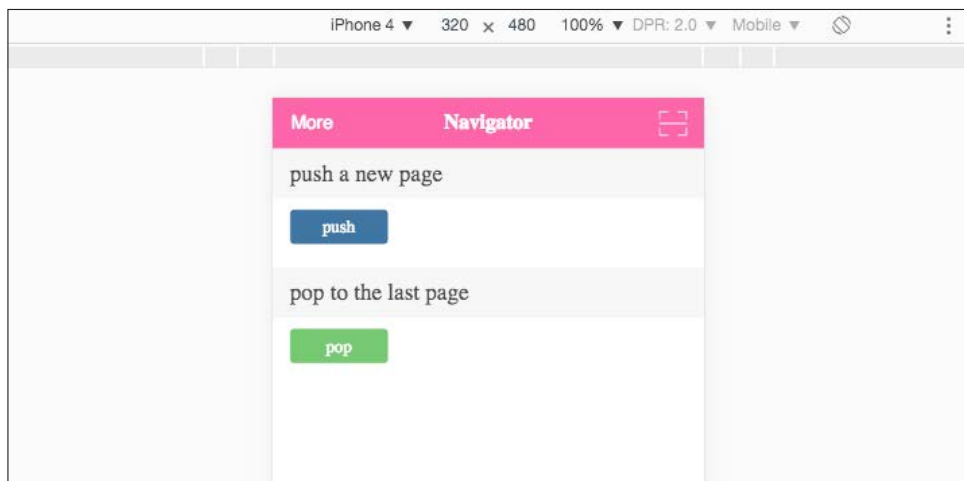 iPhone 4 ▼ 320 × 480 100% ▼ DPR: 2.0 ▼ Mobile ▼
More Navigator
push a new page
push
pop to the last page
pop